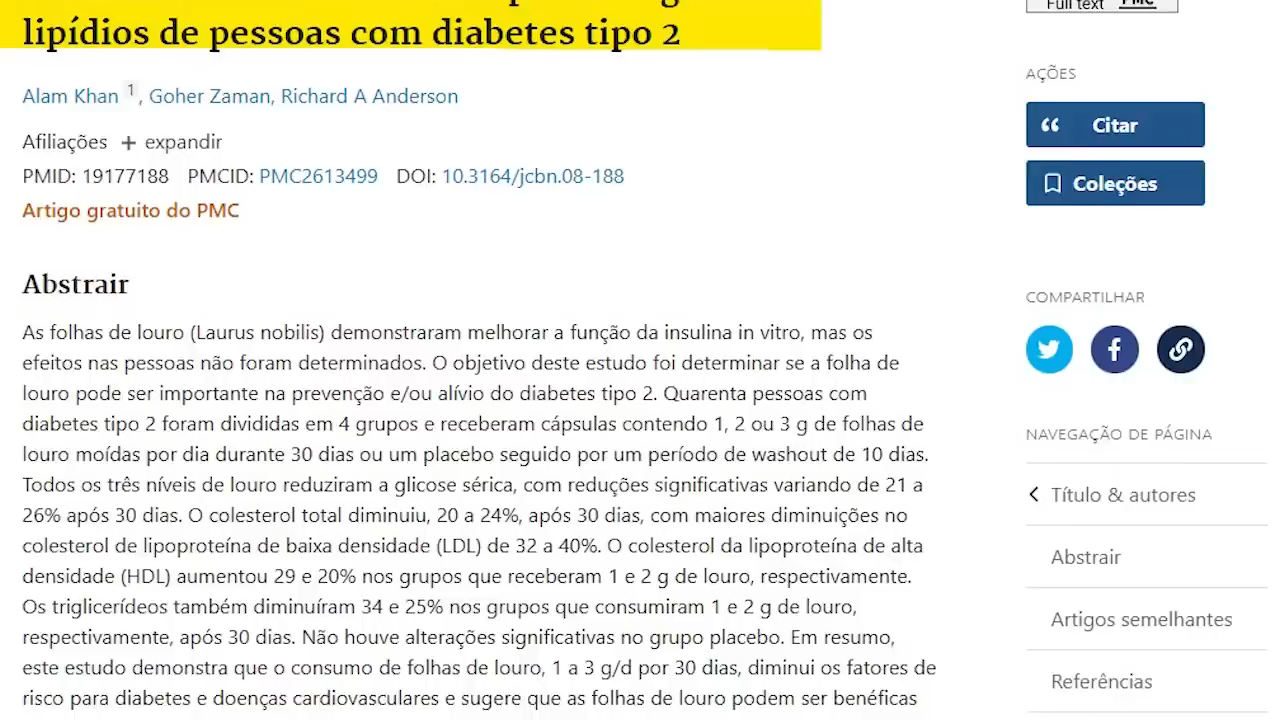 lipídios de pessoas com diabetes tipo 2
Alam Khan 1, Goher Zaman, Richard A Anderson
Afiliações + expandir
PMID: 19177188 PMCID: PMC2613499 DOI: 10.3164/jcbn.08-188
Artigo gratuito do PMC
Abstrair
As folhas de louro (Laurus nobilis) demonstraram melhorar a função da insulina in vitro, mas os
efeitos nas pessoas não foram determinados. O objetivo deste estudo foi determinar se a folha de
louro pode ser importante na prevenção e/ou alívio do diabetes tipo 2. Quarenta pessoas com
diabetes tipo 2 foram divididas em 4 grupos e receberam cápsulas contendo 1, 2 ou 3 g de folhas de
louro moídas por dia durante 30 dias ou um placebo seguido por um período de washout de 10 dias.
Todos os três níveis de louro reduziram a glicose sérica, com reduções significativas variando de 21 a
26% após 30 dias. O colesterol total diminuiu, 20 a 24%, após 30 dias, com maiores diminuições no
colesterol de lipoproteína de baixa densidade (LDL) de 32 a 40%. O colesterol da lipoproteína de alta
densidade (HDL) aumentou 29 e 20% nos grupos que receberam 1 e 2 g de louro, respectivamente.
Os triglicerídeos também diminuíram 34 e 25% nos grupos que consumiram 1 e 2 g de louro,
respectivamente, após 30 dias. Não houve alterações significativas no grupo placebo. Em resumo,
este estudo demonstra que o consumo de folhas de louro, 1 a 3 g/d por 30 dias, diminui os fatores de
risco para diabetes e doenças cardiovasculares e sugere que as folhas de louro podem ser benéficas
Full text PMC
AÇÕES
Citar
Coleções
COMPARTILHAR
NAVEGAÇÃO DE PÁGINA
Título & autores
Abstrair
Artigos semelhantes
Referências